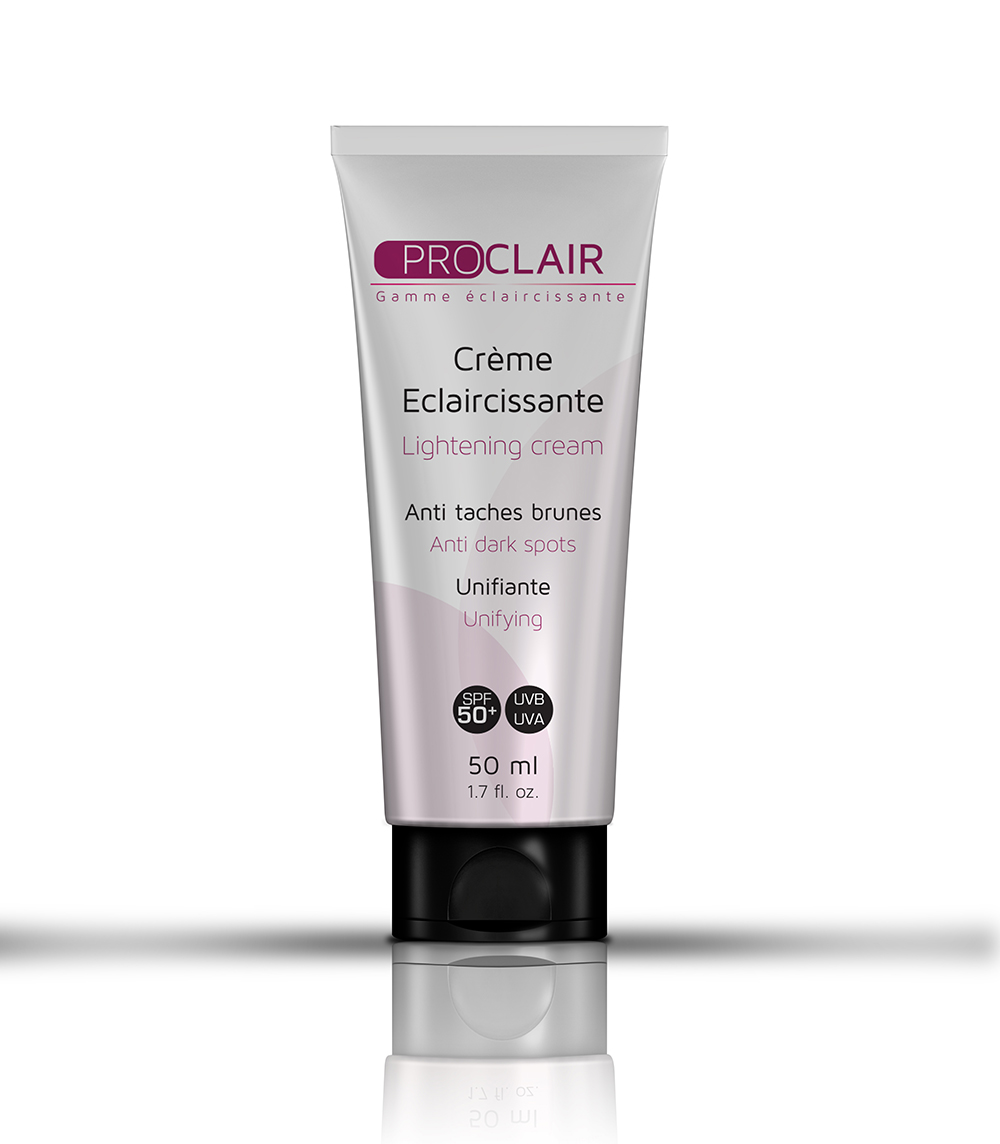 PROCLAIR
Gamme éclaircissante
Crème
Eclaircissante
Lightening cream
Anti taches brunes
Anti dark spots
Unifiante
Unifying
SPF
50+
UVB
UVA
50 ml
1.7 fl. oz.